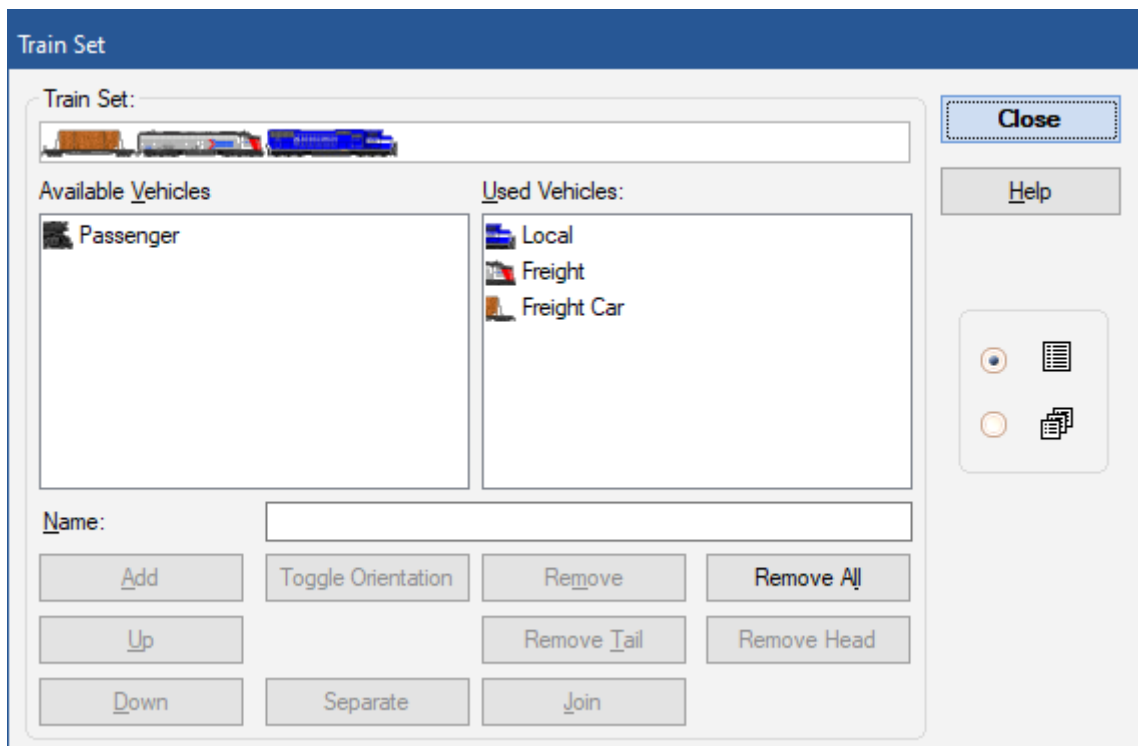 Train Set
Train Set:
Close
Available Vehicles
Used Vehicles:
Help
Passenger
Local
Freight
Freight Car
Name:
Add
Toggle Orientation
Remove
Remove All
Up
Remove Tail
Remove Head
Down
Separate
Join